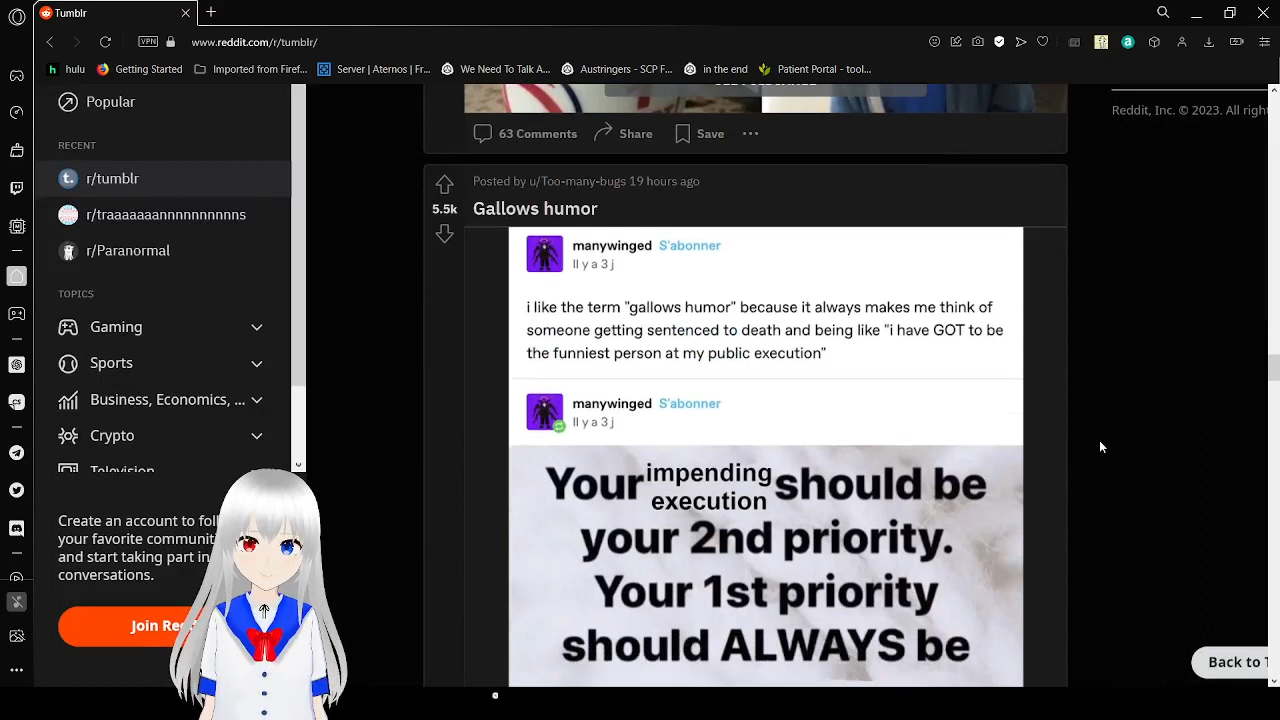 Tumblr
www.reddit.com/r/tumblr/
VPN
hulu
Getting Started
Imported from Firef...
Server | Aternos | Fr...
We Need To Talk A...
Austringers - SCP F...
in the end
Patient Portal - tool...
Popular
RECENT
r/tumblr
r/traaaaaaannnnnnnnnns
r/Paranormal
TOPICS
Gaming
Sports
Business, Economics, ...
Crypto
Television
Create an account to
your favorite
and start taking part in
conversations.
Join
63 Comments
Share
Save
Posted by u/Too-many-bugs 19 hours ago
5.5k
Gallows humor
manywinged S'abonner
Il y a 3 j
i like the term "gallows humor" because it always makes me think of
someone getting sentenced to death and being like "i have GOT to be
the funniest person at my public execution"
manywinged S'abonner
Il y a 3 j
Your impending execution should be
your 2nd priority.
Your 1st priority
should ALWAYS be
Reddit, Inc. © 2023. All
Back to